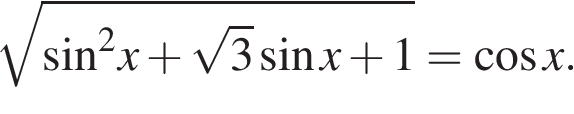 √(sin²x + √3 sin x + 1) = cos x.